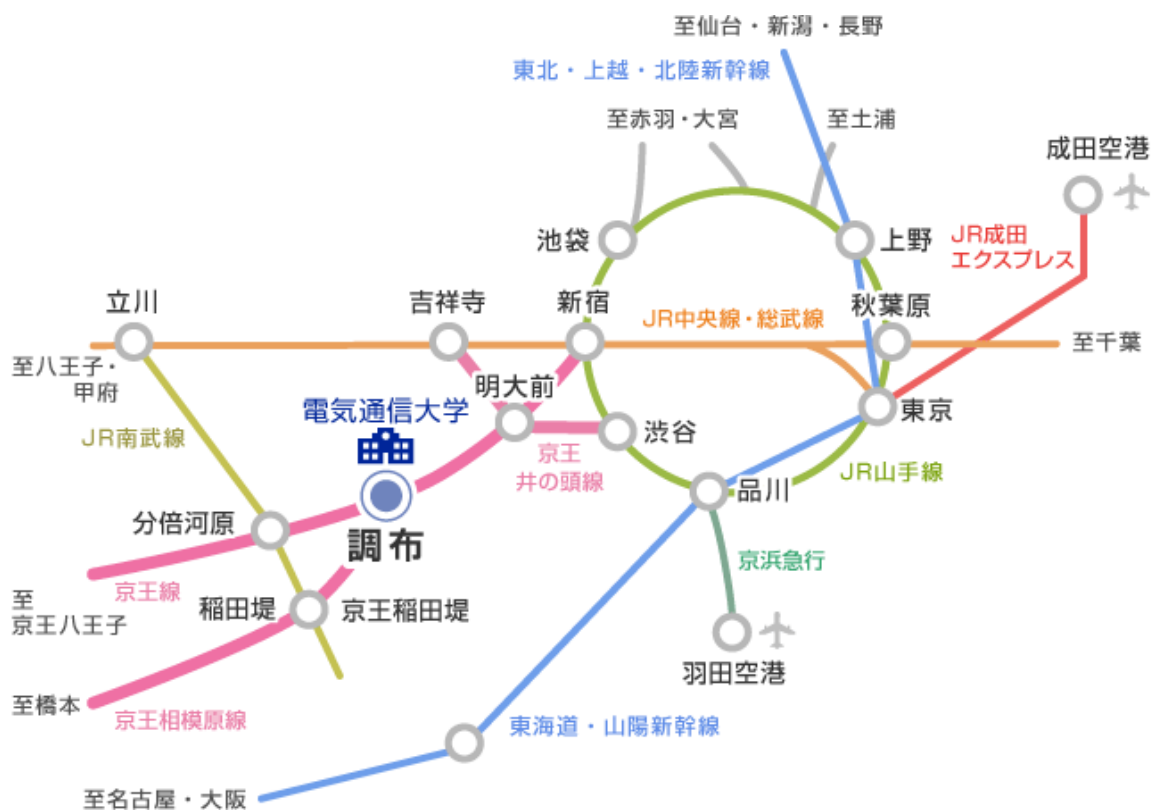 至仙台・新潟・長野
東北・上越・北陸新幹線
至赤羽・大宮
至土浦
成田空港
池袋
上野
JR成田
エクスプレス
立川
吉祥寺
新宿
JR中央線・総武線
秋葉原
至千葉
至八王子・
甲府
明大前
電気通信大学
東京
渋谷
JR南武線
京王
井の頭線
JR山手線
品川
分倍河原
調布
京浜急行
京王線
至
京王八王子
稲田堤
京王稲田堤
羽田空港
至橋本
京王相模原線
東海道・山陽新幹線
至名古屋・大阪